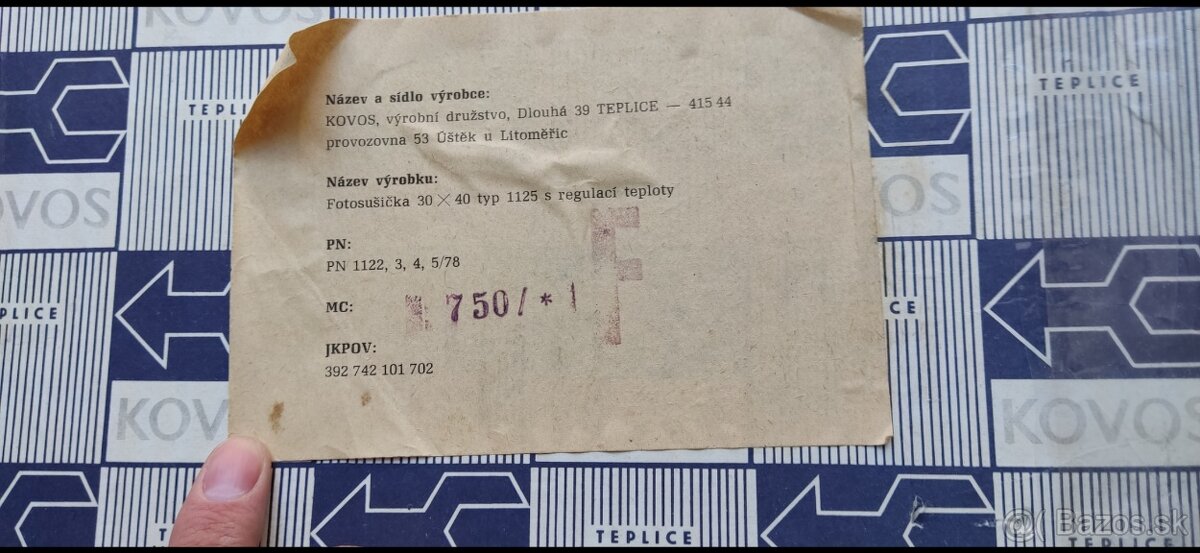 Název a sídlo výrobce:
KOVOS, výrobní družstvo, Dlouhá 39 TEPLICE — 415 44
provozovna 53 Úštěk u Litoměřic
Název výrobku:
Fotosušička 30 × 40 typ 1125 s regulací teploty
PN:
PN 1122, 3, 4, 5/78
MC:
750/*
JKPOV:
392 742 101 702
TEPLICE
TEPLICE
KOVOS
KOVOS
KOVOS
KOVOS
TEPLICE
TEPLICE
Bazos.sk